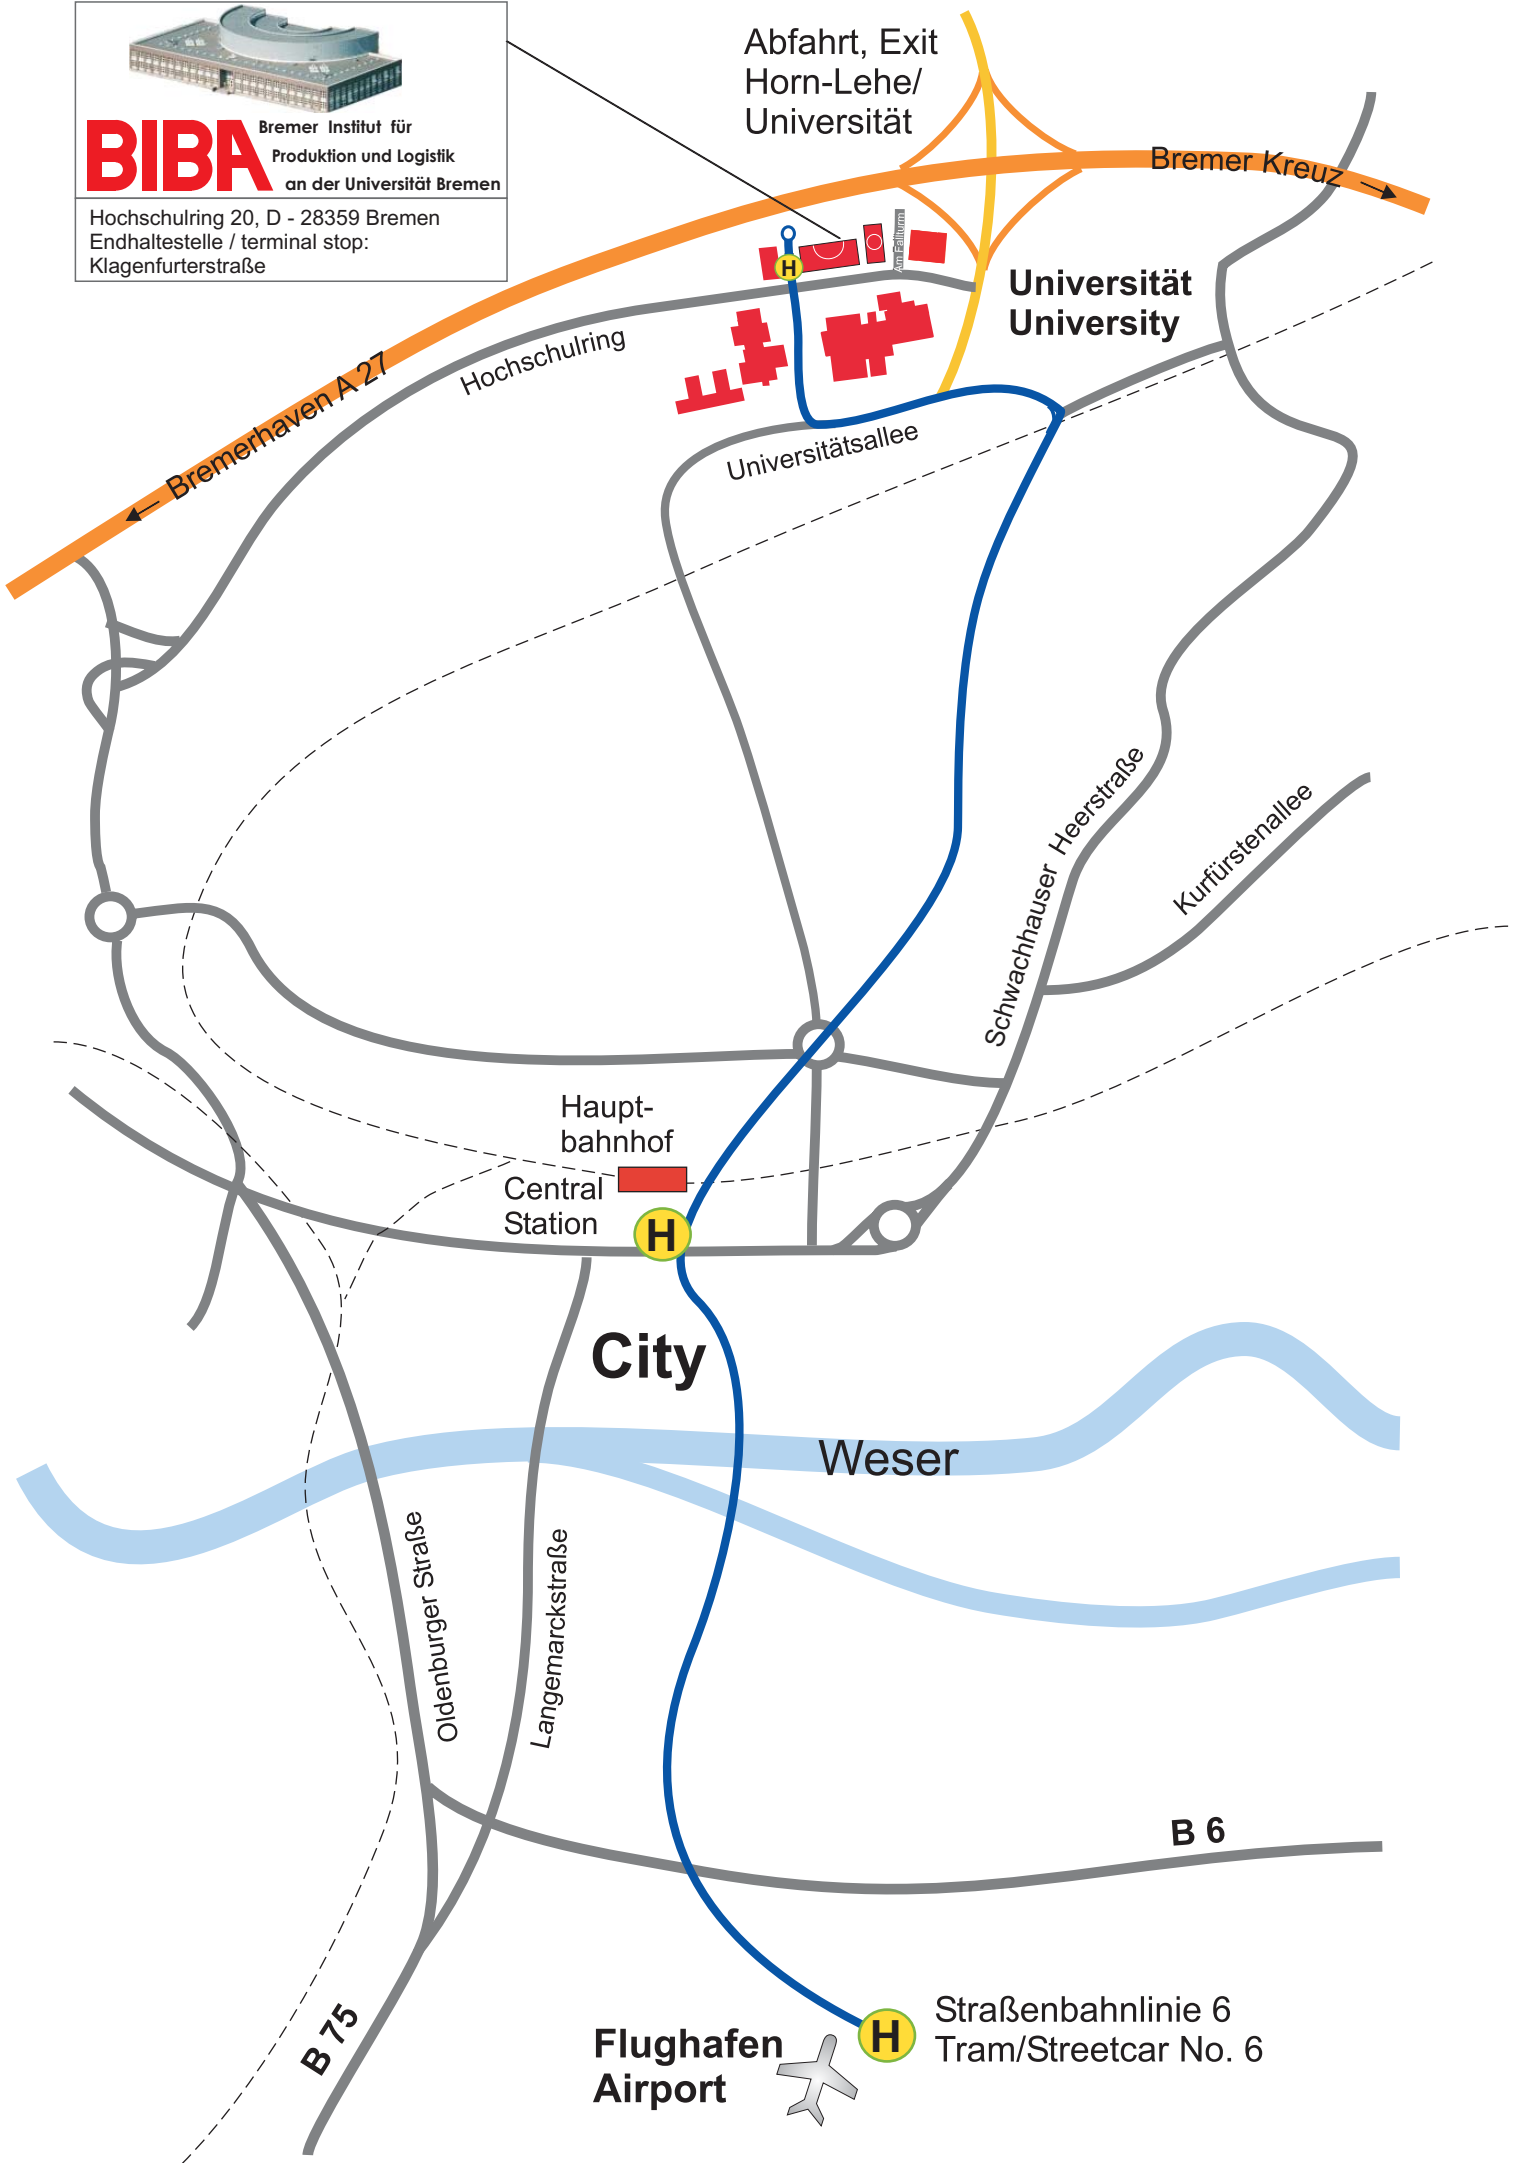 BIBA
Bremer Institut für
Produktion und Logistik
an der Universität Bremen
Hochschulring 20, D - 28359 Bremen
Endhaltestelle / terminal stop:
Klagenfurterstraße
Abfahrt, Exit
Horn-Lehe/
Universität
Bremer Kreuz
Am Fallturm
H
Universität
University
Hochschulring
Bremerhaven A 27
Universitätsallee
Schwachhauser Heerstraße
Kurfürstenallee
Haupt-
bahnhof
Central
Station
H
City
Weser
Oldenburger Straße
Langemarckstraße
B 6
B 75
Flughafen
Airport
H
Straßenbahnlinie 6
Tram/Streetcar No. 6